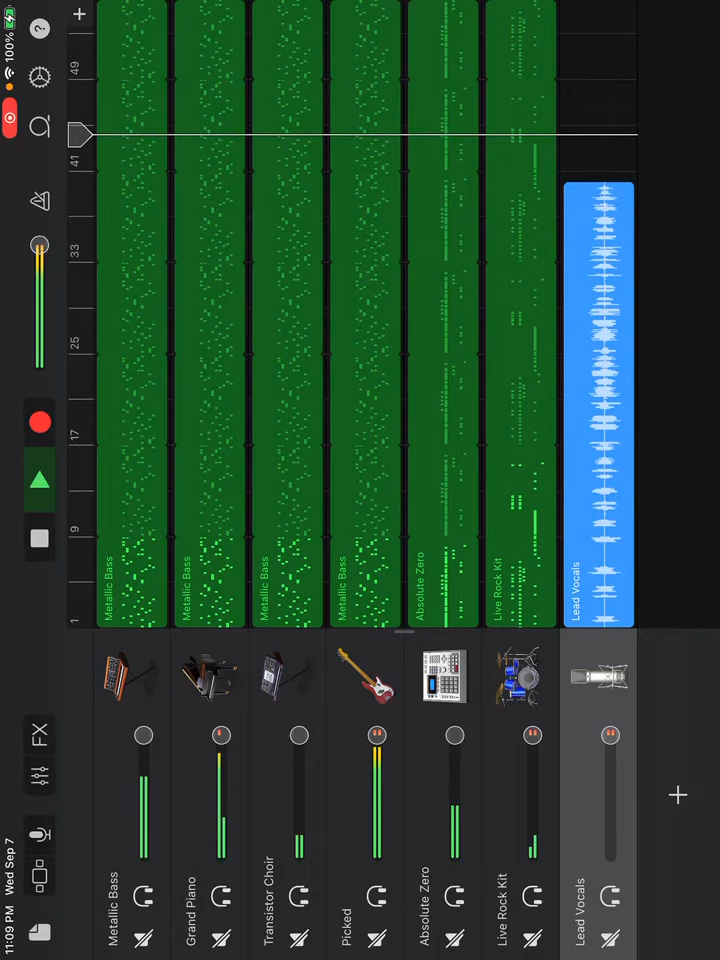 11:09 PM Wed Sep 7
100%
FX
?
1
9
17
25
33
41
49
Metallic Bass
Metallic Bass
Grand Piano
Metallic Bass
Transistor Choir
Metallic Bass
Picked
Metallic Bass
Absolute Zero
Absolute Zero
Live Rock Kit
Live Rock Kit
Lead Vocals
Lead Vocals